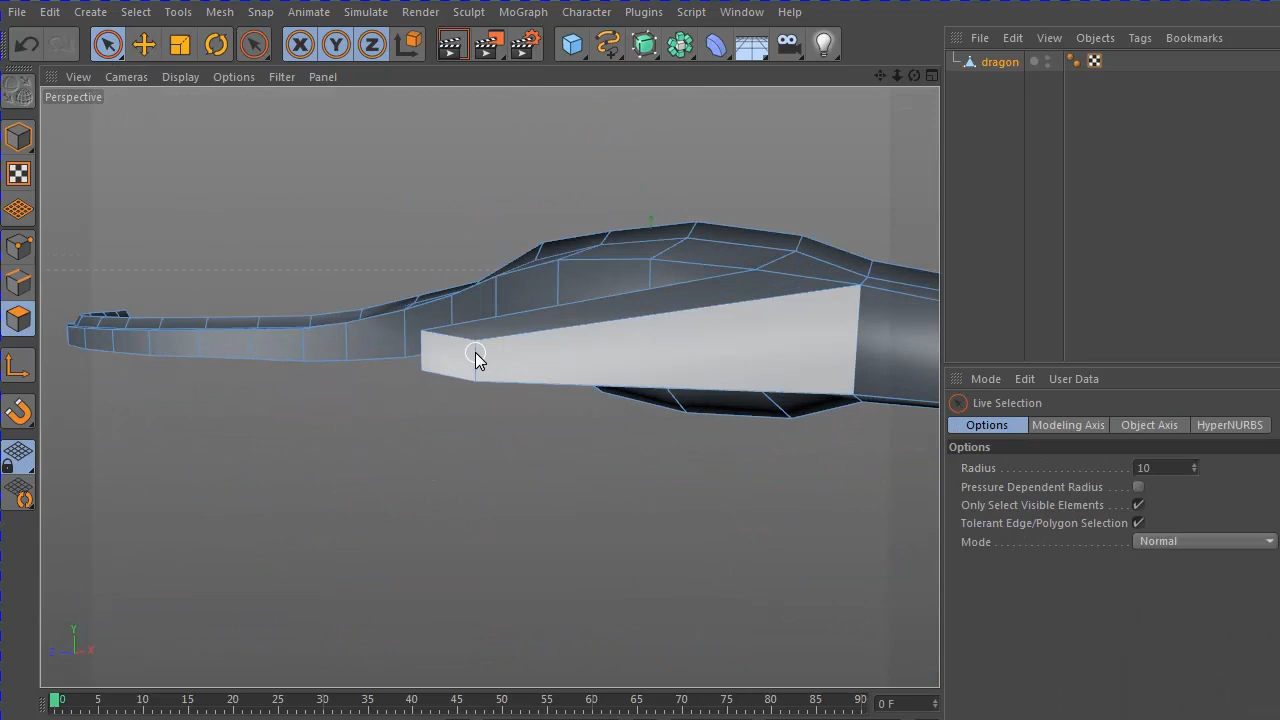 File Edit Create Select Tools Mesh Snap Animate Simulate Render Sculpt MoGraph Character Plugins Script Window Help
File Edit View Objects Tags Bookmarks
dragon
View Cameras Display Options Filter Panel
Perspective
Mode Edit User Data
Live Selection
Options Modeling Axis Object Axis HyperNURBS
Options
Radius 10
Pressure Dependent Radius
Only Select Visible Elements
Tolerant Edge/Polygon Selection
Mode Normal
Y
Z X
0 5 10 15 20 25 30 35 40 45 50 55 60 65 70 75 80 85 90 0 F